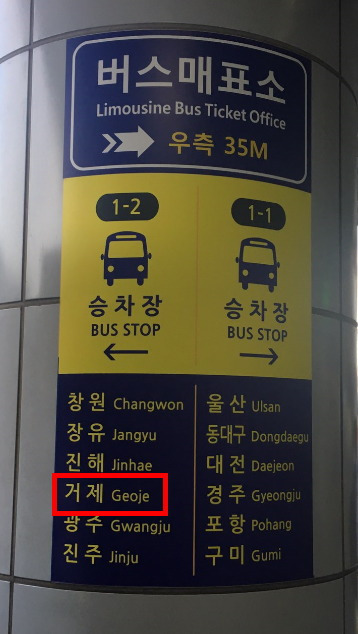 버스매표소
Limousine Bus Ticket Office
우측 35M
1-2
승차장
BUS STOP
1-1
승차장
BUS STOP
창원 Changwon
장유 Jangyu
진해 Jinhae
거제 Geoje
광주 Gwangju
진주 Jinju
울산 Ulsan
동대구 Dongdaegu
대전 Daejeon
경주 Gyeongju
포항 Pohang
구미 Gumi